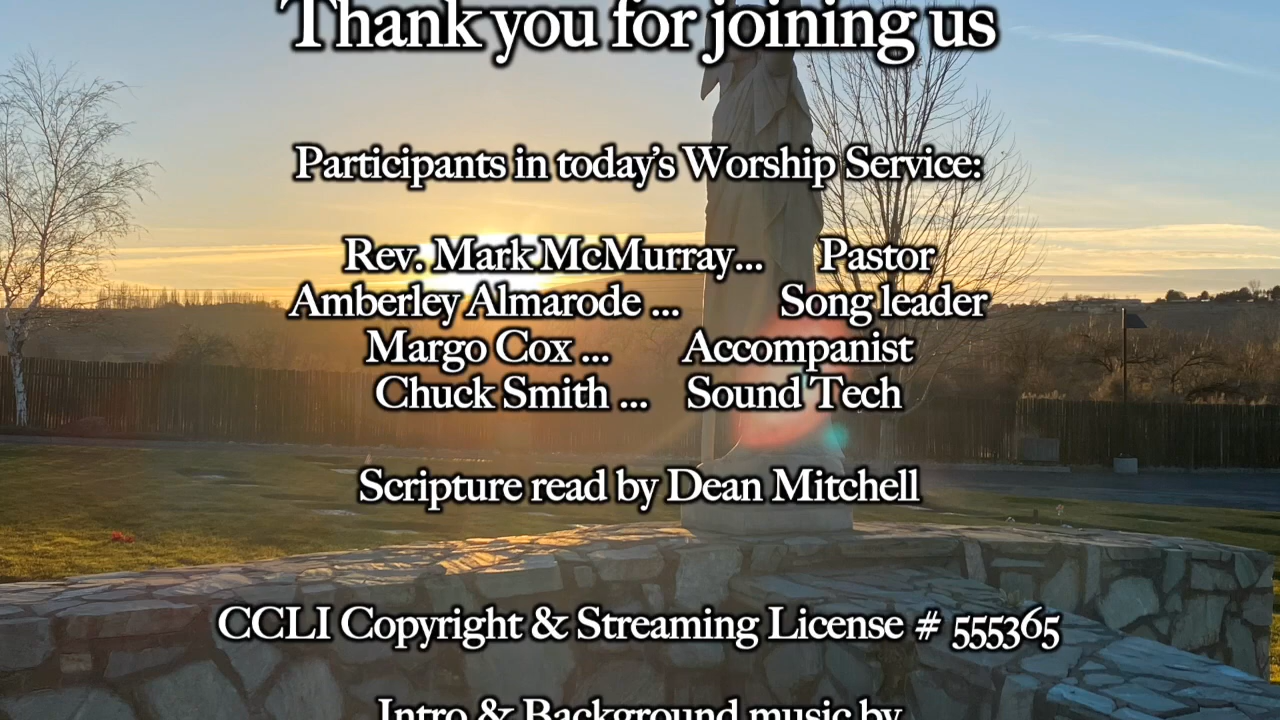 Thank you for joining us
Participants in today's Worship Service:
Rev. Mark McMurray... Pastor
Amberley Almarode ... Song leader
Margo Cox ... Accompanist
Chuck Smith ... Sound Tech
Scripture read by Dean Mitchell
CCLI Copyright & Streaming License # 555365
Intro & Background music by